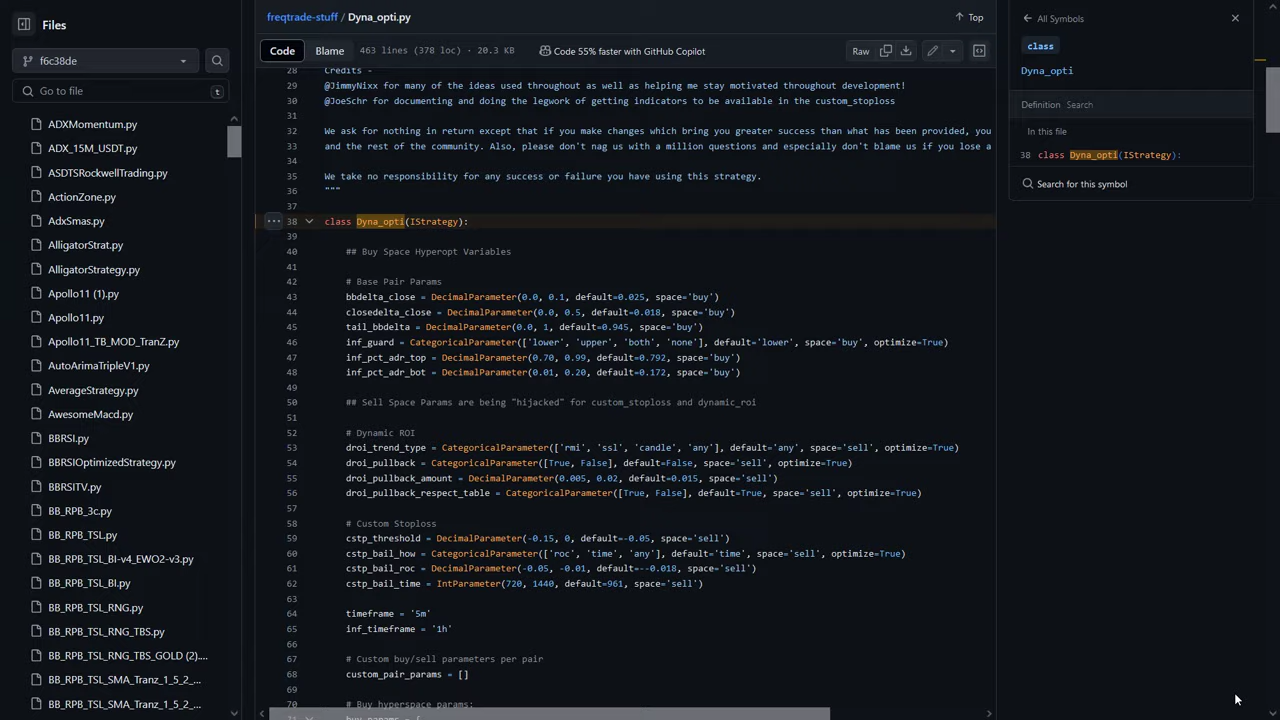 Files
f6c38de
Go to file
t
ADXMomentum.py
ADX_15M_USDT.py
ASDTSRockwellTrading.py
ActionZone.py
AdxSmas.py
AlligatorStrat.py
AlligatorStrategy.py
Apollo11 (1).py
Apollo11.py
Apollo11_TB_MOD_TranZ.py
AutoArimaTripleV1.py
AverageStrategy.py
AwesomeMacd.py
BBRSI.py
BBRSIOptimizedStrategy.py
BBRSITV.py
BB_RPB_3c.py
BB_RPB_TSL.py
BB_RPB_TSL_BI-v4_EWO2-v3.py
BB_RPB_TSL_BI.py
BB_RPB_TSL_RNG.py
BB_RPB_TSL_RNG_TBS.py
BB_RPB_TSL_RNG_TBS_GOLD (2)....
BB_RPB_TSL_SMA_Tranz_1_5_2_...
BB_RPB_TSL_SMA_Tranz_1_5_2_...
freqtrade-stuff / Dyna_opti.py
Top
Code Blame 463 lines (378 loc) · 20.3 KB Code 55% faster with GitHub Copilot
Raw
28 Credits -
29 @JimmyNixx for many of the ideas used throughout as well as helping me stay motivated throughout development!
30 @JoeSchr for documenting and doing the legwork of getting indicators to be available in the custom_stoploss
31
32 We ask for nothing in return except that if you make changes which bring you greater success than what has been provided, you
33 and the rest of the community. Also, please don't nag us with a million questions and especially don't blame us if you lose a
34
35 We take no responsibility for any success or failure you have using this strategy.
36 """
37
38 class Dyna_opti(IStrategy):
39
40 ## Buy Space Hyperopt Variables
41
42 # Base Pair Params
43 bbdelta_close = DecimalParameter(0.0, 0.1, default=0.025, space='buy')
44 closedelta_close = DecimalParameter(0.0, 0.5, default=0.018, space='buy')
45 tail_bbdelta = DecimalParameter(0.0, 1, default=0.945, space='buy')
46 inf_guard = CategoricalParameter(['lower', 'upper', 'both', 'none'], default='lower', space='buy', optimize=True)
47 inf_pct_adr_top = DecimalParameter(0.70, 0.99, default=0.792, space='buy')
48 inf_pct_adr_bot = DecimalParameter(0.01, 0.20, default=0.172, space='buy')
49
50 ## Sell Space Params are being "hijacked" for custom_stoploss and dynamic_roi
51
52 # Dynamic ROI
53 droi_trend_type = CategoricalParameter(['rmi', 'ssl', 'candle', 'any'], default='any', space='sell', optimize=True)
54 droi_pullback = CategoricalParameter([True, False], default=False, space='sell', optimize=True)
55 droi_pullback_amount = DecimalParameter(0.005, 0.02, default=0.015, space='sell')
56 droi_pullback_respect_table = CategoricalParameter([True, False], default=True, space='sell', optimize=True)
57
58 # Custom Stoploss
59 cstp_threshold = DecimalParameter(-0.15, 0, default=-0.05, space='sell')
60 cstp_bail_how = CategoricalParameter(['roc', 'time', 'any'], default='time', space='sell', optimize=True)
61 cstp_bail_roc = DecimalParameter(-0.05, -0.01, default=--0.018, space='sell')
62 cstp_bail_time = IntParameter(720, 1440, default=961, space='sell')
63
64 timeframe = '5m'
65 inf_timeframe = '1h'
66
67 # Custom buy/sell parameters per pair
68 custom_pair_params = []
69
70 # Buy hyperspace params:
71 buy_params = {
All Symbols
class
Dyna_opti
Definition Search
In this file
38 class Dyna_opti(IStrategy):
Search for this symbol